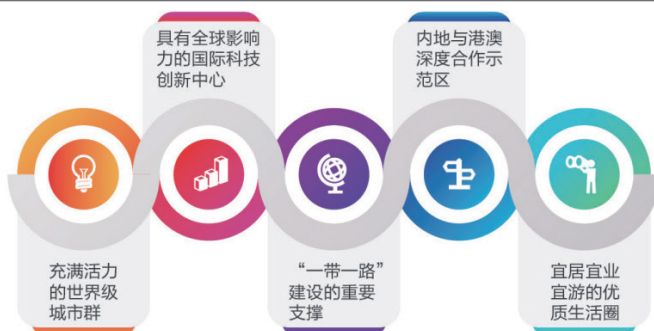 具有全球影响
力的国际科技
创新中心
内地与港澳
深度合作示
范区
充满活力
的世界级
城市群
“一带一路”
建设的重要
支撑
宜居宜业
宜游的优
质生活圈